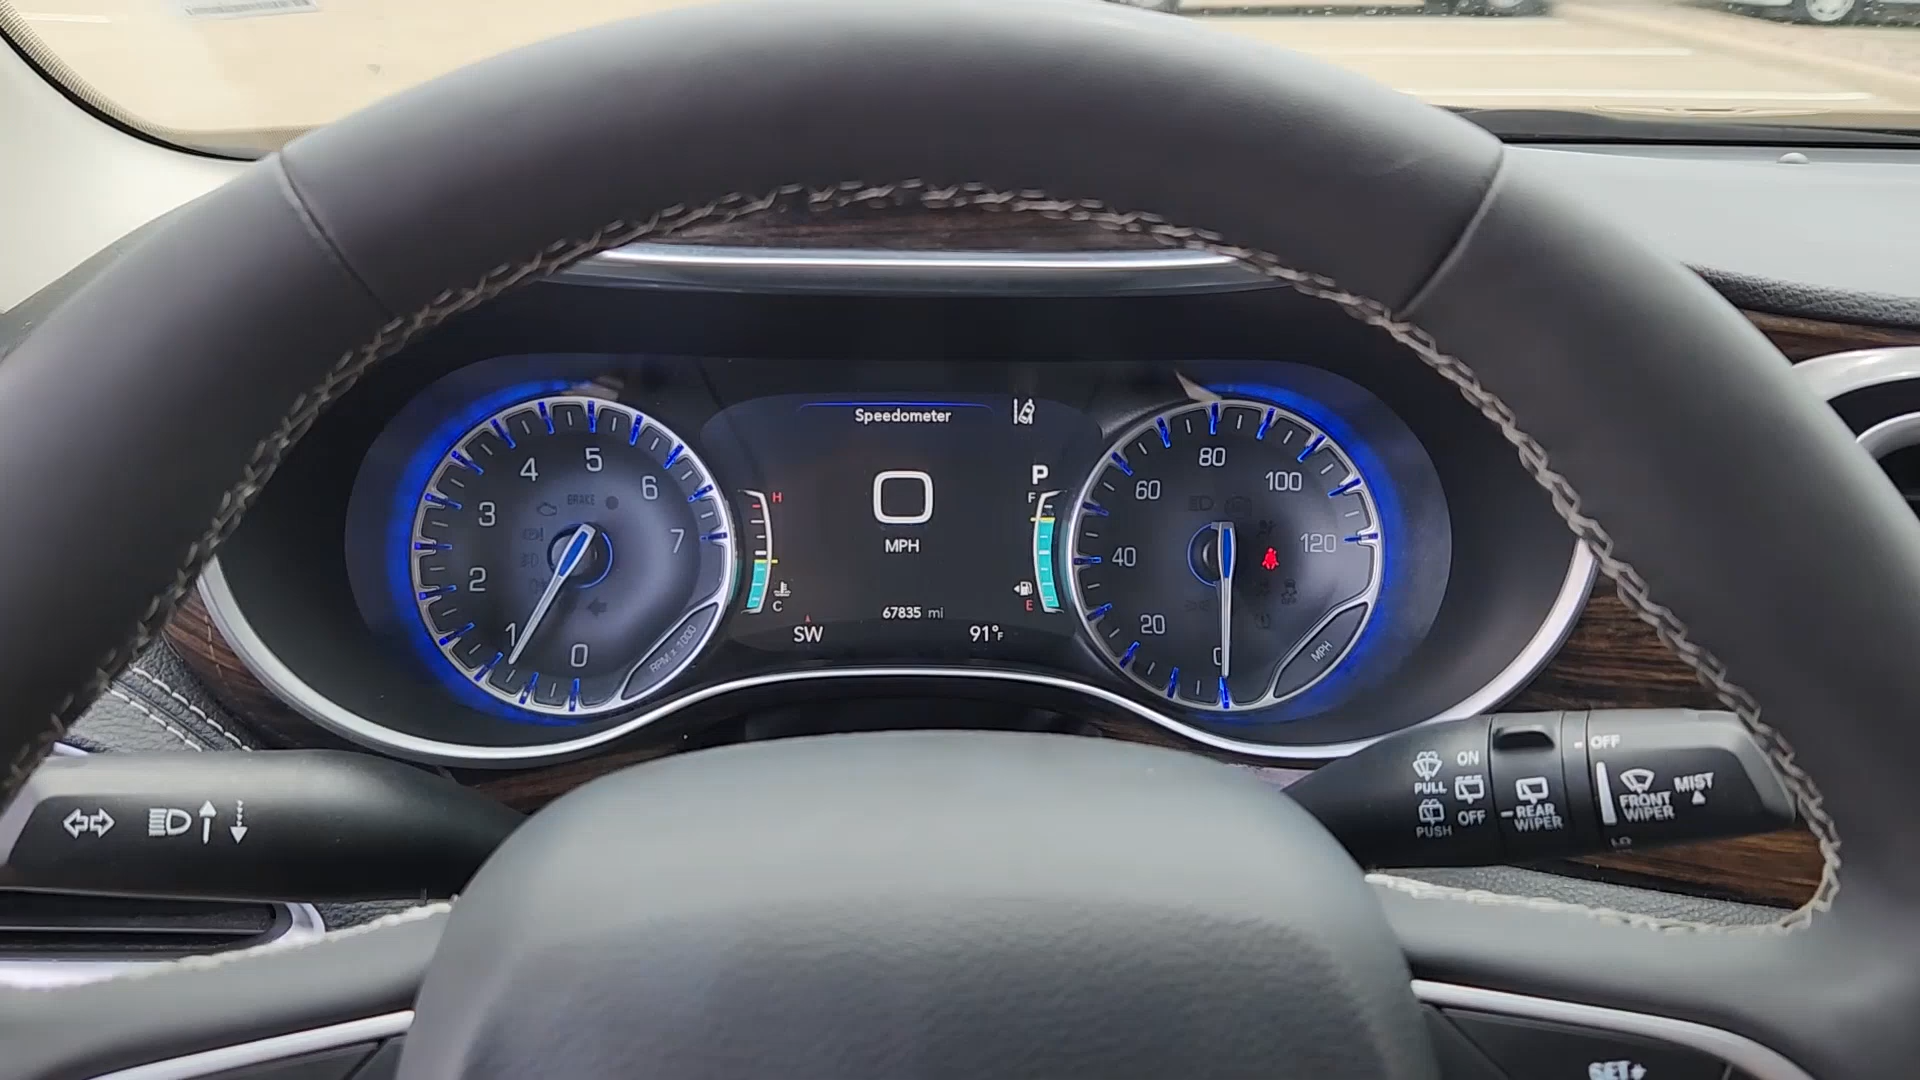 Speedometer
0
MPH
67835 mi
SW
91°F
P
H
C
F
E
0
1
2
3
4
5
6
7
RPM x 1000
BRAKE
0
20
40
60
80
100
120
MPH
PULL
PUSH
ON
OFF
REAR
WIPER
OFF
FRONT
WIPER
MIST
SET+